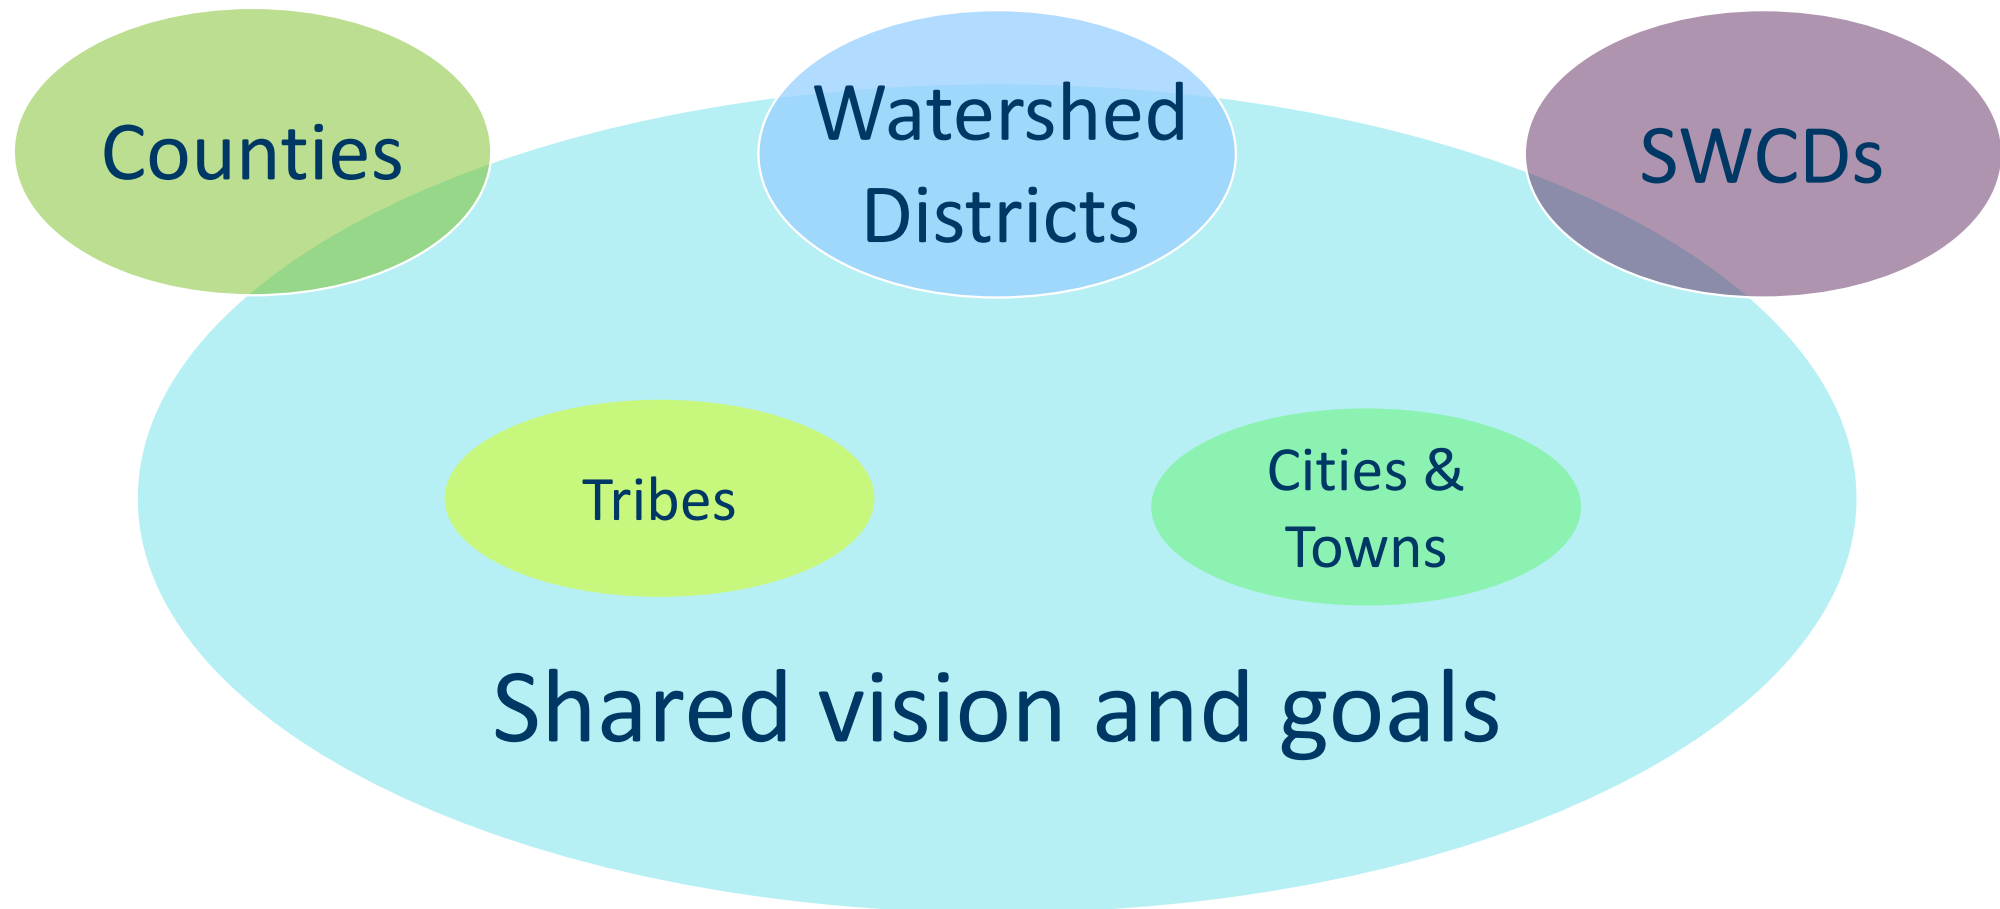 Counties
Watershed
Districts
SWCDs
Tribes
Cities &
Towns
Shared vision and goals